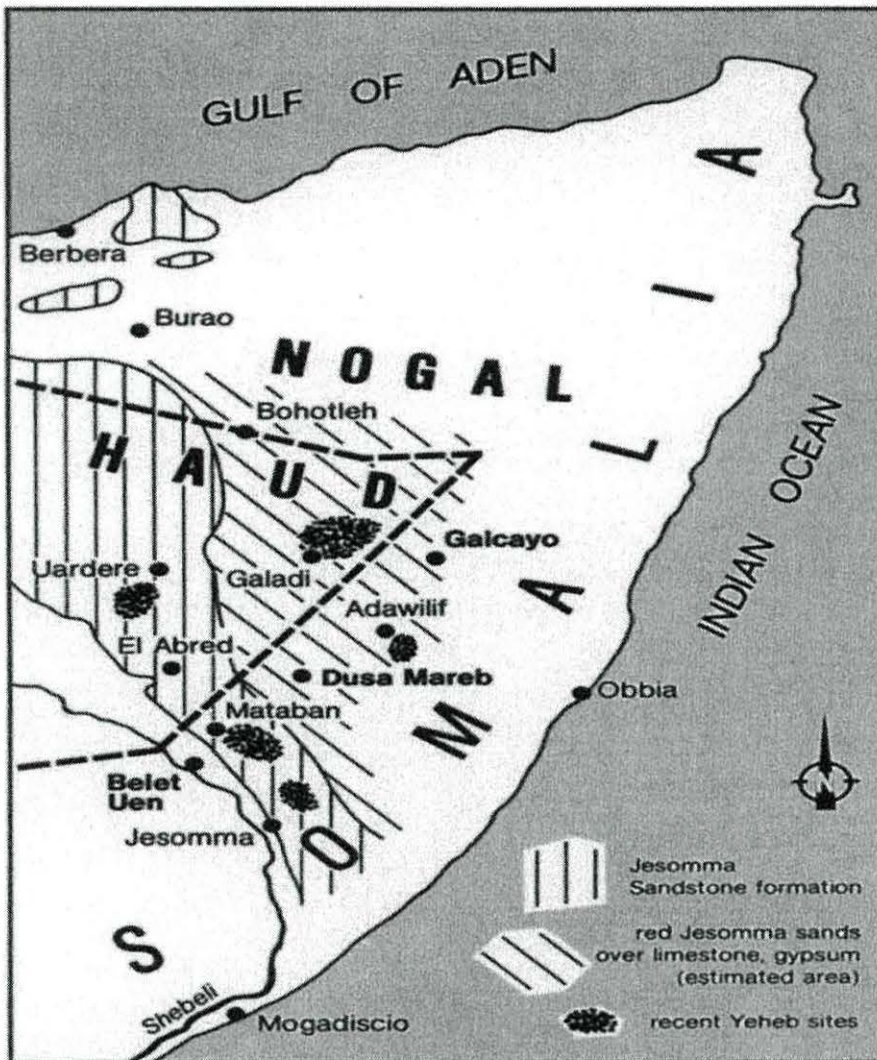 GULF OF ADEN
Berbera
Burao
NOGAL
Bohotleh
HAUD
Uardere
Galadi
Galcayo
Adawilif
El Abred
Dusa Mareb
Obbia
Mataban
Belet
Uen
Jesomma
SOMALIA
INDIAN OCEAN
Shebeli
Mogadiscio
Jesomma
Sandstone formation
red Jesomma sands
over limestone, gypsum
(estimated area)
recent Yeheb sites